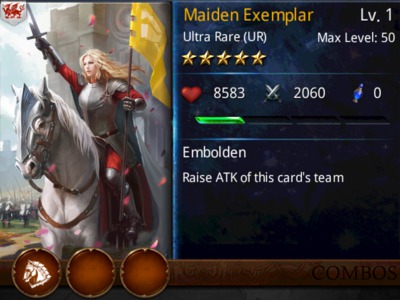 Maiden Exemplar Lv. 1
Ultra Rare (UR) Max Level: 50
8583 2060 0
Embolden
Raise ATK of this card's team
COMBOS